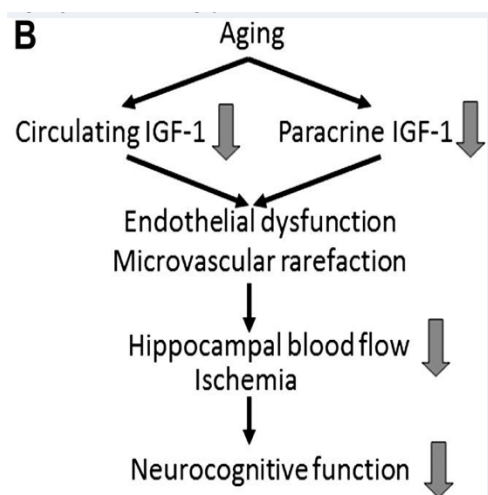 B
Aging
Circulating IGF-1 Paracrine IGF-1
Endothelial dysfunction
Microvascular rarefaction
Hippocampal blood flow
Ischemia
Neurocognitive function